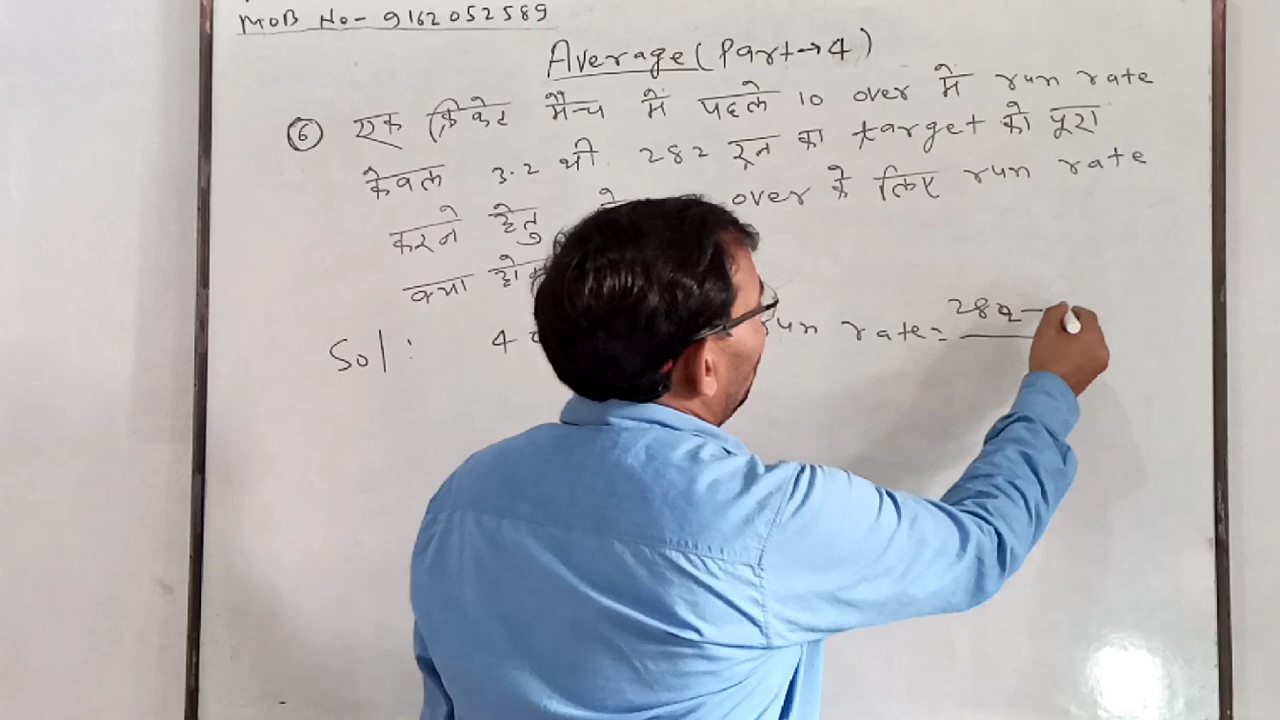 MOB No- 9162052589
Average (Part→4)
⑥ एक क्रिकेट मैच में पहले 10 over में run rate
केवल 3.2 थी. 282 रन का target को पूरा
करने हेतु over के लिए run rate
क्या
Sol: 4 run rate= 282-